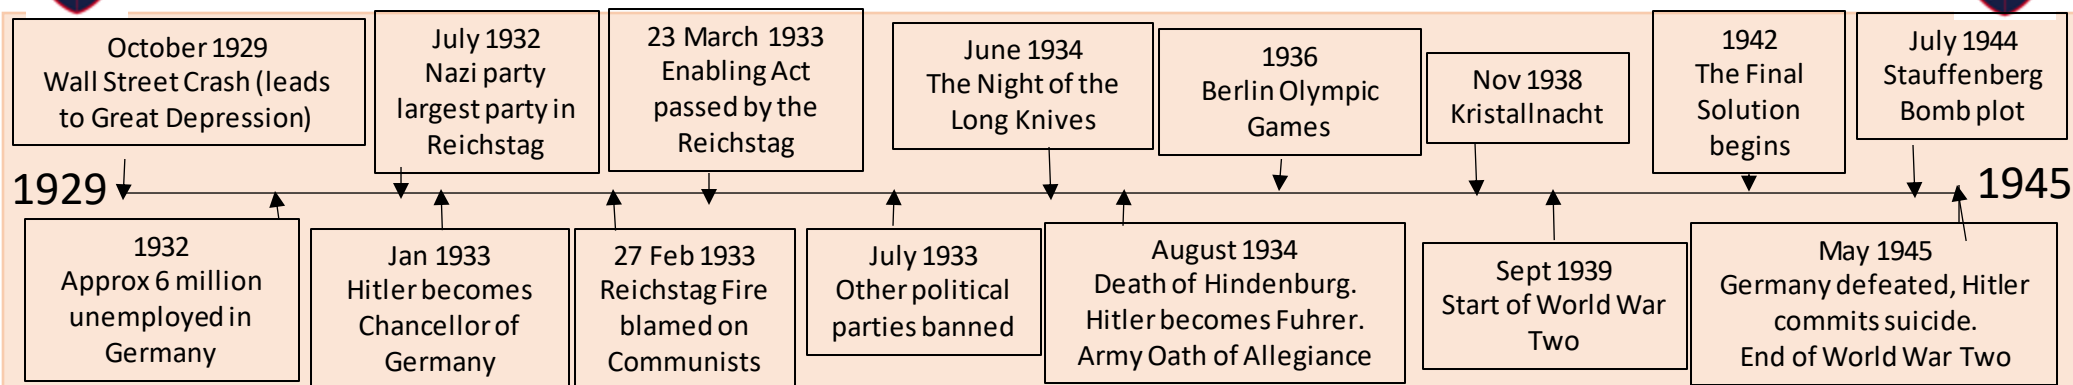 October 1929
Wall Street Crash (leads
to Great Depression)
July 1932
Nazi party
largest party in
Reichstag
23 March 1933
Enabling Act
passed by the
Reichstag
June 1934
The Night of the
Long Knives
1936
Berlin Olympic
Games
Nov 1938
Kristallnacht
1942
The Final
Solution
begins
July 1944
Stauffenberg
Bomb plot
1929
1945
1932
Approx 6 million
unemployed in
Germany
Jan 1933
Hitler becomes
Chancellor of
Germany
27 Feb 1933
Reichstag Fire
blamed on
Communists
July 1933
Other political
parties banned
August 1934
Death of Hindenburg.
Hitler becomes Fuhrer.
Army Oath of Allegiance
Sept 1939
Start of World War
Two
May 1945
Germany defeated, Hitler
commits suicide.
End of World War Two